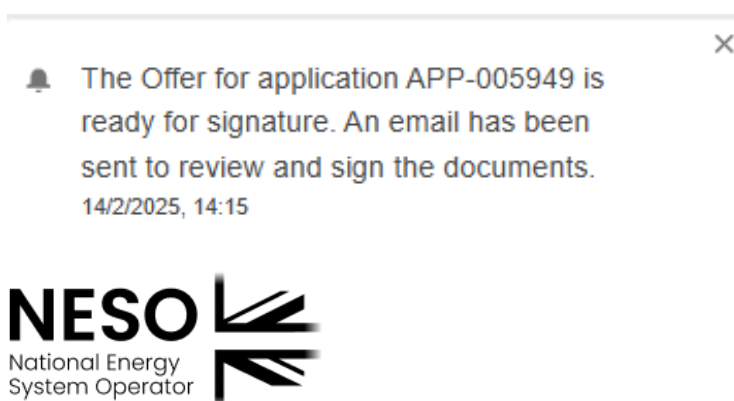 The Offer for application APP-005949 is
ready for signature. An email has been
sent to review and sign the documents.
14/2/2025, 14:15
NESO
National Energy
System Operator